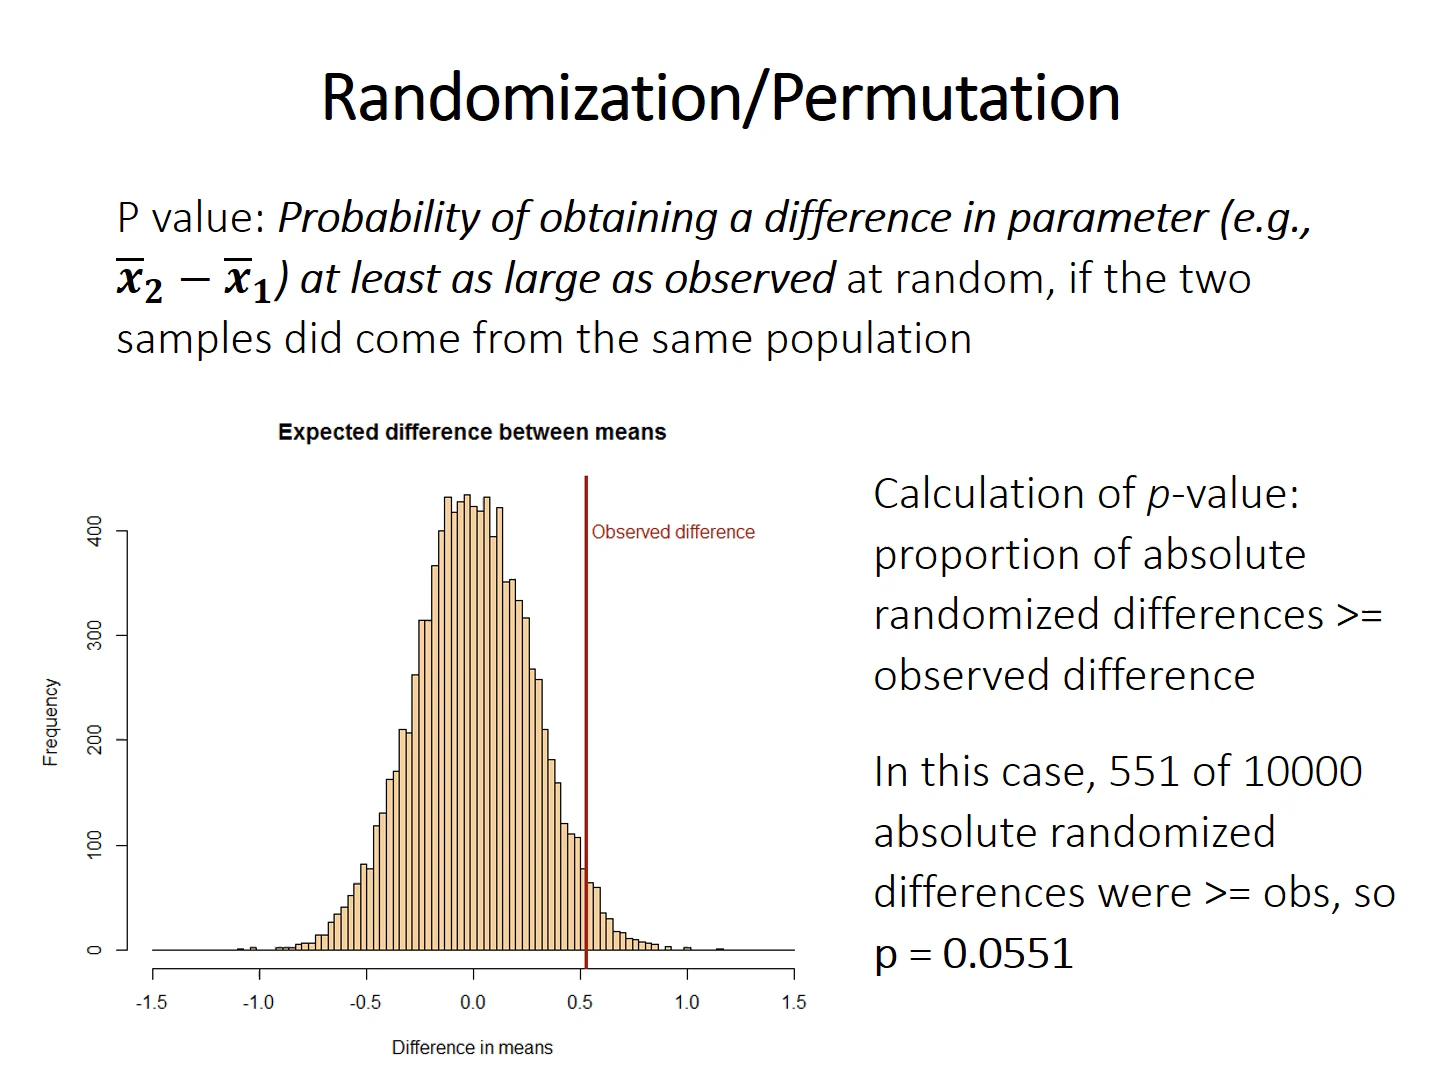 Randomization/Permutation
P value: Probability of obtaining a difference in parameter (e.g.,
x̅₂ − x̅₁) at least as large as observed at random, if the two
samples did come from the same population
Expected difference between means
Observed difference
Frequency
400
300
200
100
0
-1.5 -1.0 -0.5 0.0 0.5 1.0 1.5
Difference in means
Calculation of p-value:
proportion of absolute
randomized differences >=
observed difference
In this case, 551 of 10000
absolute randomized
differences were >= obs, so
p = 0.0551